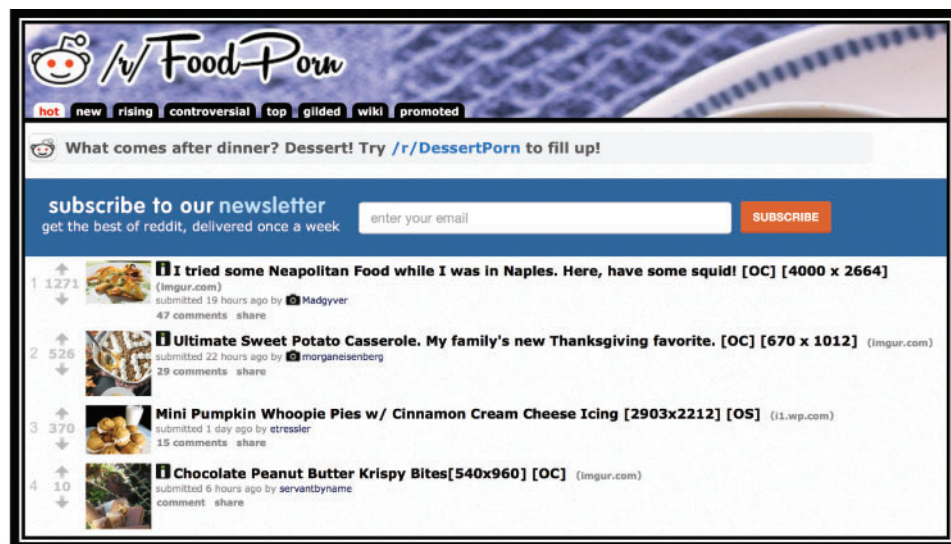 /r/ Food Porn
hot new rising controversial top gilded wiki promoted
What comes after dinner? Dessert! Try /r/DessertPorn to fill up!
subscribe to our newsletter
get the best of reddit, delivered once a week
enter your email
SUBSCRIBE
1 1271
I tried some Neapolitan Food while I was in Naples. Here, have some squid! [OC] [4000 x 2664]
(imgur.com)
submitted 19 hours ago by Madgyver
47 comments share
2 526
Ultimate Sweet Potato Casserole. My family's new Thanksgiving favorite. [OC] [670 x 1012] (imgur.com)
submitted 22 hours ago by morganeisenberg
29 comments share
3 370
Mini Pumpkin Whoopie Pies w/ Cinnamon Cream Cheese Icing [2903x2212] [OS] (i1.wp.com)
submitted 1 day ago by etressler
15 comments share
4 10
Chocolate Peanut Butter Krispy Bites[540x960] [OC] (imgur.com)
submitted 6 hours ago by servantbyname
comment share